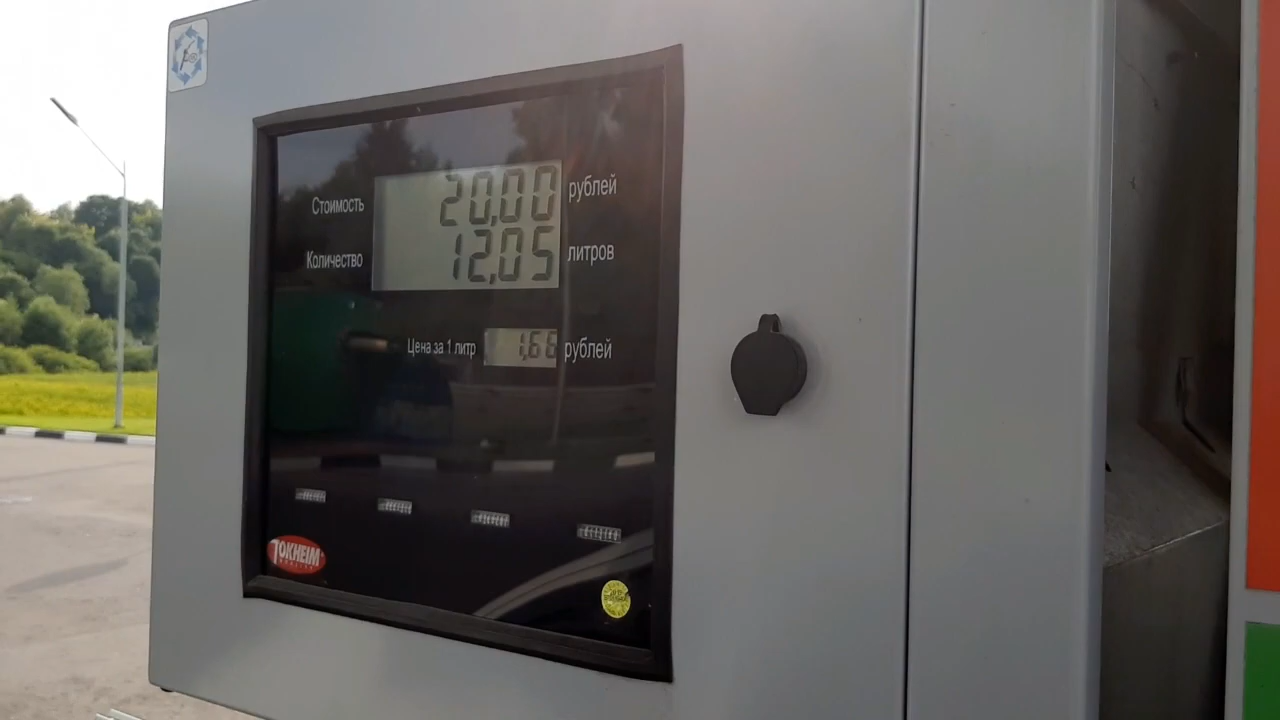 Стоимость 20,00 рублей
Количество 12,05 литров
Цена за 1 литр 1,66 рублей
TOKHEIM